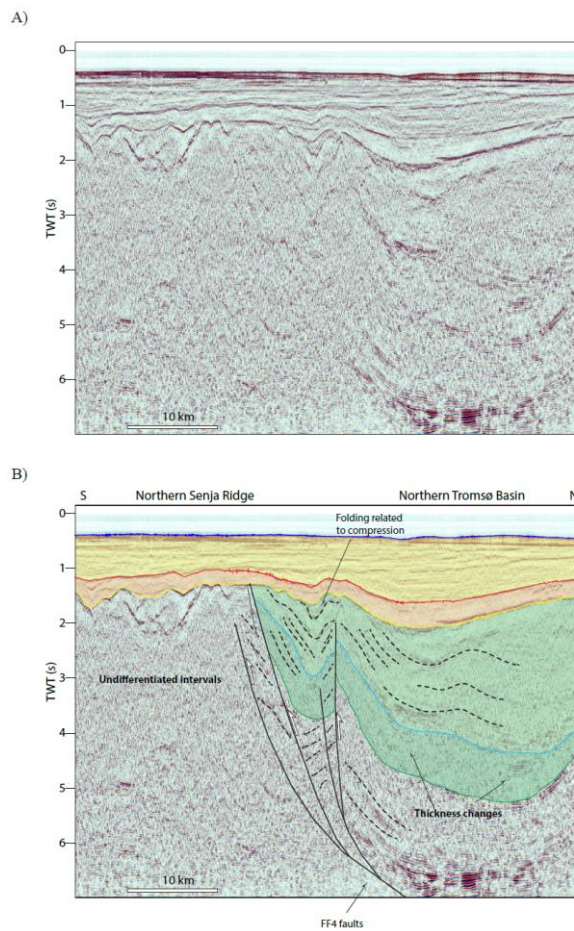 A)
0
1
2
3
4
5
6
TWT (s)
10 km
B)
S Northern Senja Ridge Northern Tromsø Basin N
0
1
2
3
4
5
6
TWT (s)
Folding related
to compression
Undifferentiated intervals
Thickness changes
10 km
FF4 faults